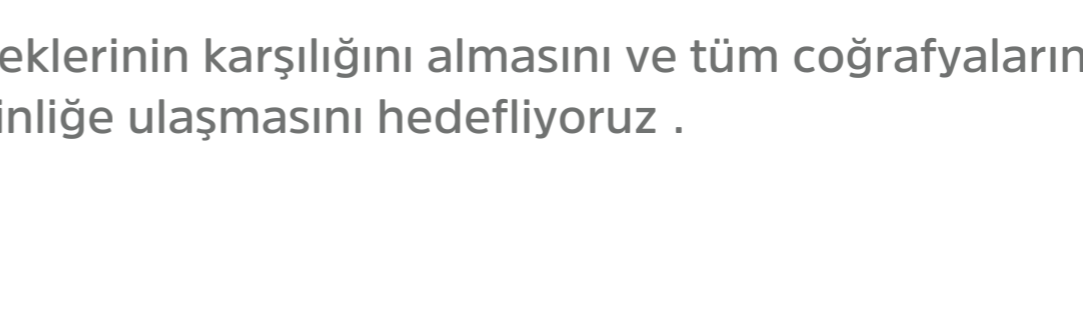 eklerinin karşılığını almasını ve tüm coğrafyaların
inliğe ulaşmasını hedefliyoruz .